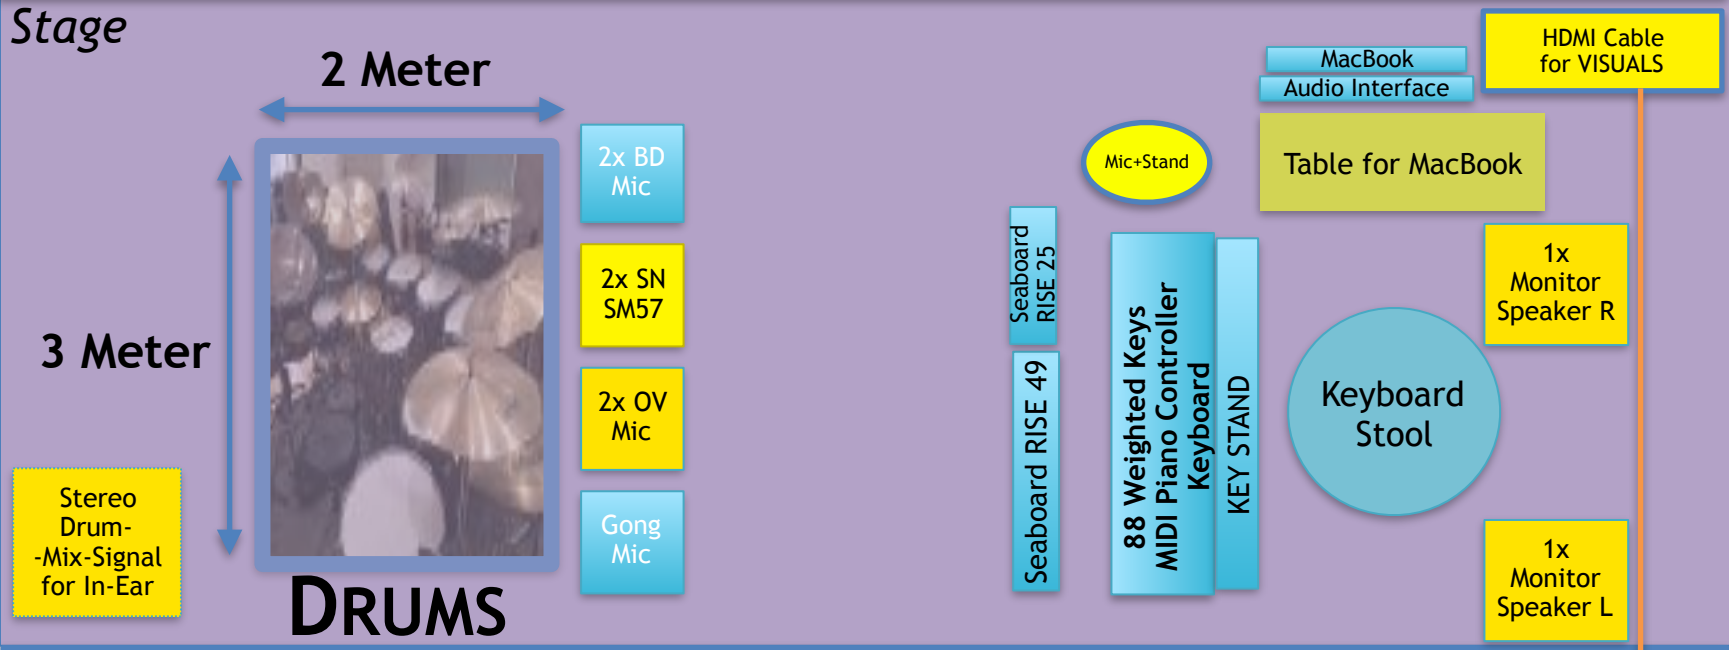 Stage
2 Meter
3 Meter
2x BD
Mic
2x SN
SM57
2x OV
Mic
Gong
Mic
Stereo
Drum-
-Mix-Signal
for In-Ear
DRUMS
MacBook
Audio Interface
HDMI Cable
for VISUALS
Mic+Stand
Table for MacBook
Seaboard
RISE 25
Seaboard RISE 49
88 Weighted Keys
MIDI Piano Controller
Keyboard
KEY STAND
Keyboard
Stool
1x
Monitor
Speaker R
1x
Monitor
Speaker L